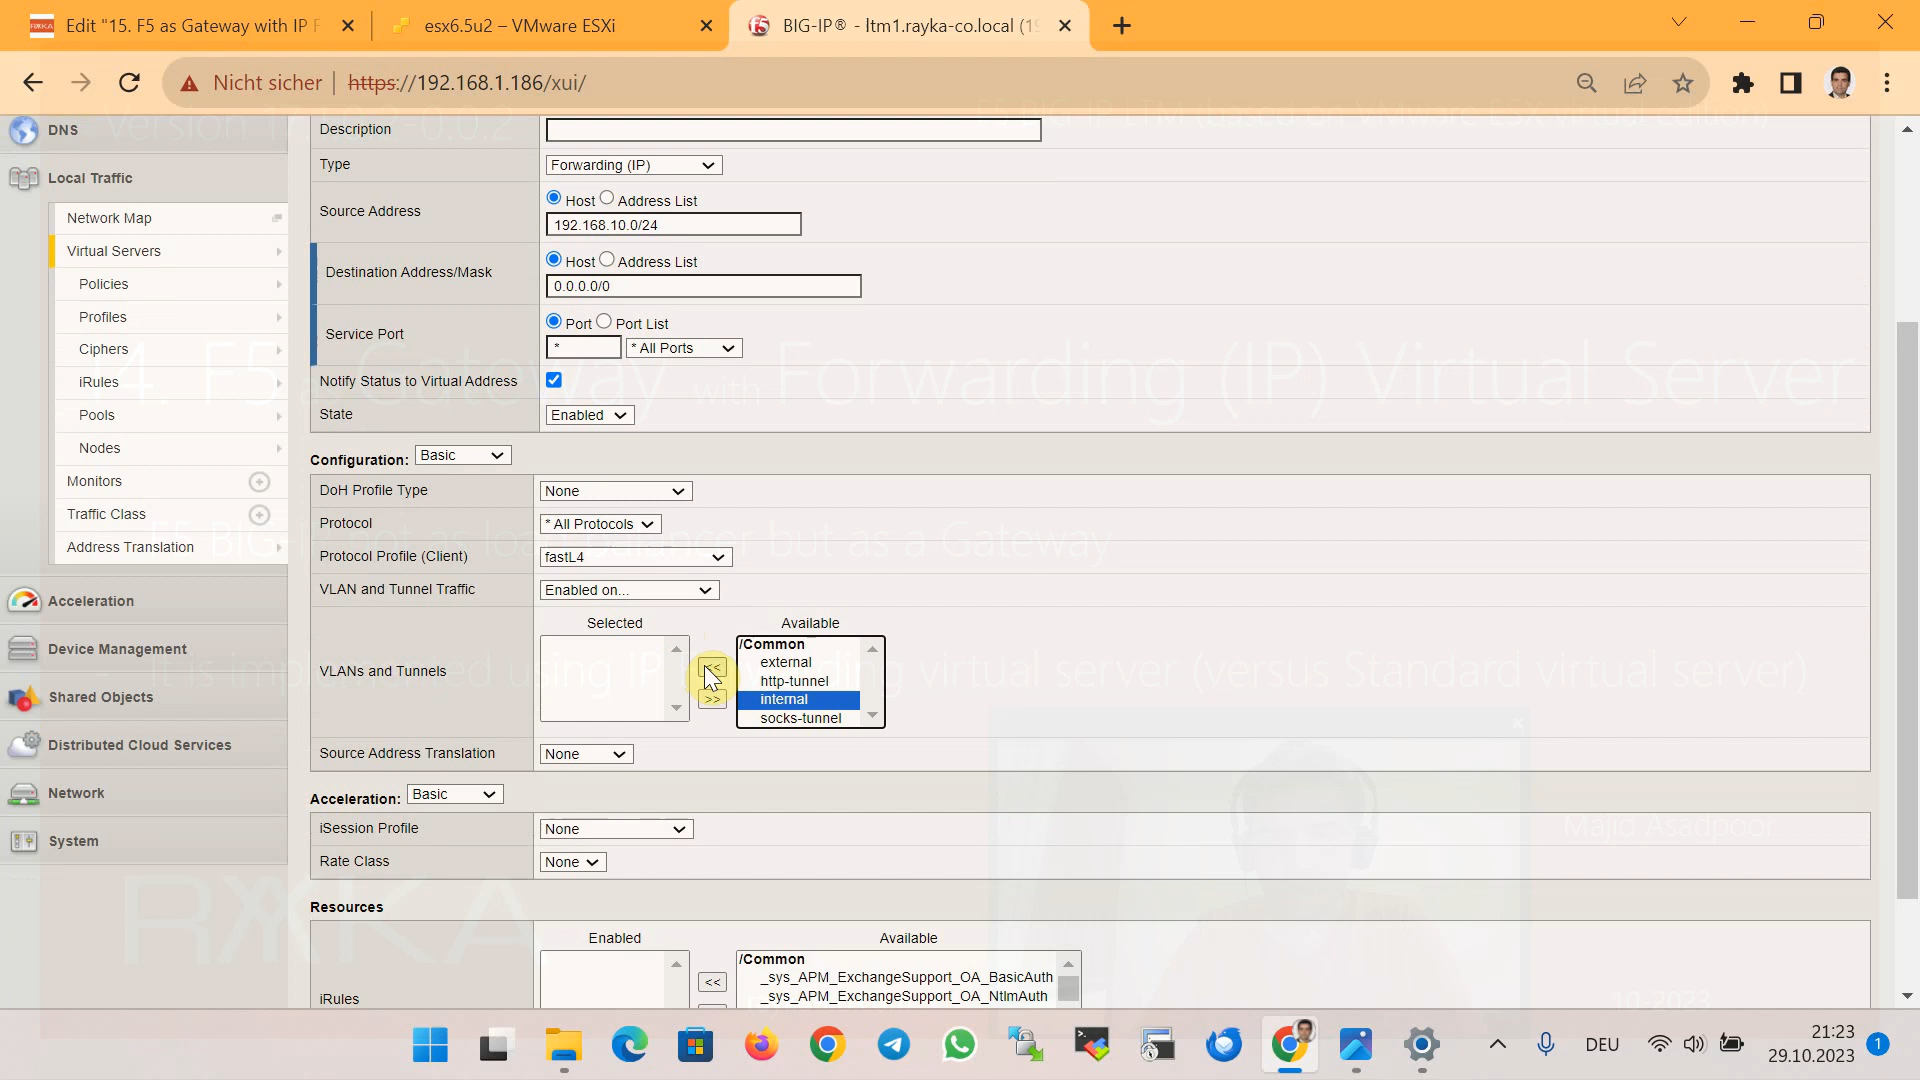 Edit "15. F5 as Gateway with IP F
esx6.5u2 – VMware ESXi
BIG-IP® - ltm1.rayka-co.local (19
Nicht sicher
https://192.168.1.186/xui/
DNS
Local Traffic
Network Map
Virtual Servers
Policies
Profiles
Ciphers
iRules
Pools
Nodes
Monitors
Traffic Class
Address Translation
Acceleration
Device Management
Shared Objects
Distributed Cloud Services
Network
System
Description
Type
Forwarding (IP)
Source Address
Host Address List
192.168.10.0/24
Destination Address/Mask
Host Address List
0.0.0.0/0
Service Port
Port Port List
* * All Ports
Notify Status to Virtual Address
State
Enabled
Configuration: Basic
DoH Profile Type
None
Protocol
* All Protocols
Protocol Profile (Client)
fastL4
VLAN and Tunnel Traffic
Enabled on...
VLANs and Tunnels
Selected
Available
<<
>>
/Common
external
http-tunnel
internal
socks-tunnel
Source Address Translation
None
Acceleration: Basic
iSession Profile
None
Rate Class
None
Resources
iRules
Enabled
Available
<<
/Common
_sys_APM_ExchangeSupport_OA_BasicAuth
_sys_APM_ExchangeSupport_OA_NtlmAuth
14. F5 as Gateway with Forwarding (IP) Virtual Server
F5 BIG-IP not as load balancer but as a Gateway
- It is implemented using IP Forwarding virtual server (versus Standard virtual server)
Majid Asadpoor
RAYKA
10-2023
DEU
21:23
29.10.2023
1